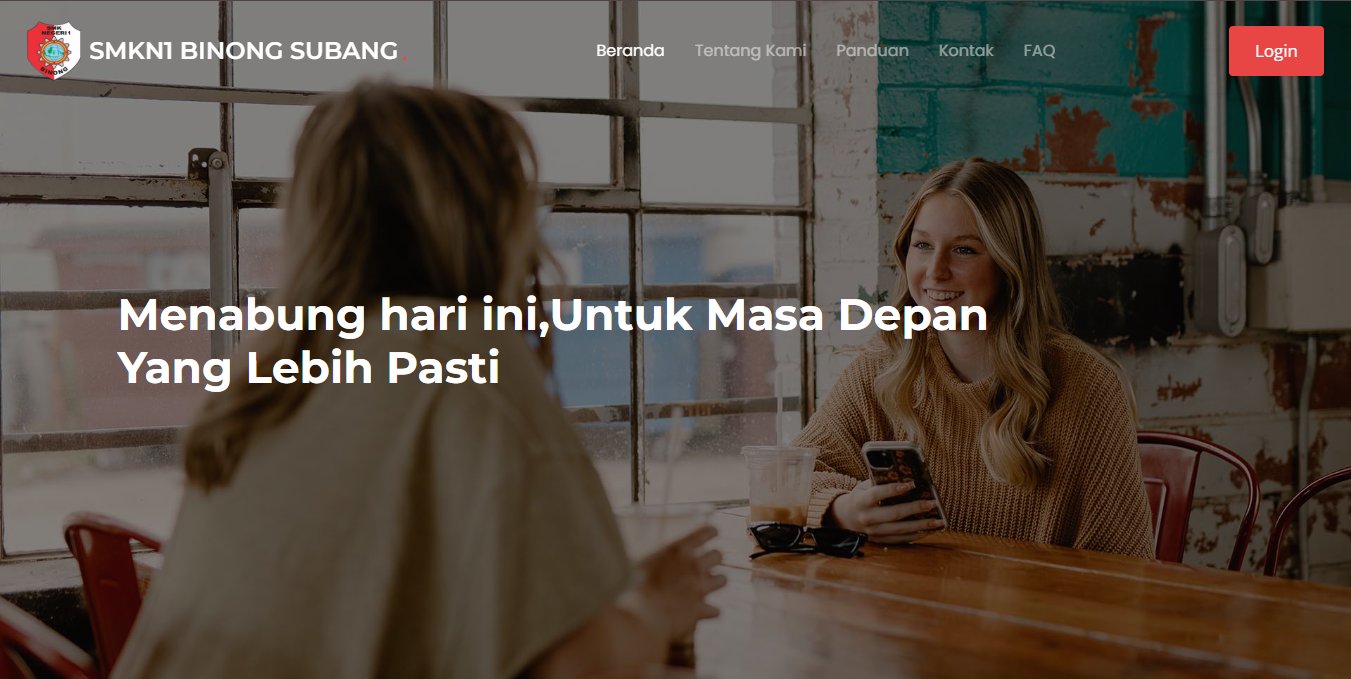 SMK
NEGERI 1
BINONG
SMKN1 BINONG SUBANG.
Beranda Tentang Kami Panduan Kontak FAQ
Login
Menabung hari ini,Untuk Masa Depan
Yang Lebih Pasti